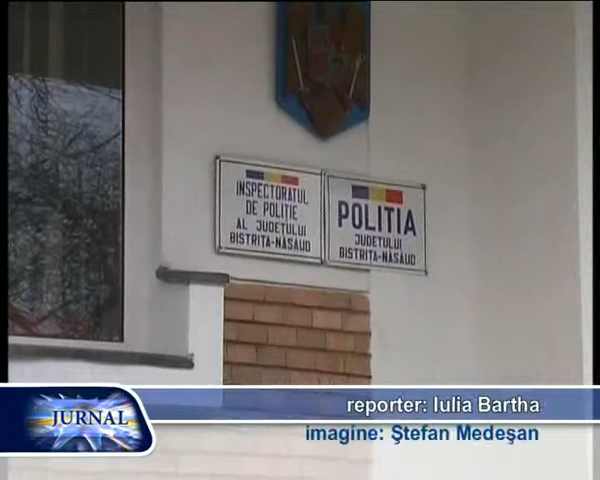 INSPECTORATUL
DE POLIȚIE
AL JUDEȚULUI
BISTRIȚA-NĂSĂUD
POLIȚIA
JUDEȚULUI
BISTRIȚA-NĂSĂUD
JURNAL
reporter: Iulia Bartha
imagine: Ştefan Medeşan